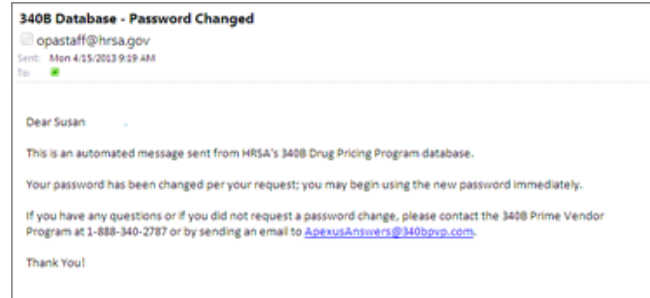 340B Database - Password Changed
opastaff@hrsa.gov
Sent: Mon 4/15/2013 9:19 AM
To:
Dear Susan
This is an automated message sent from HRSA's 340B Drug Pricing Program database.
Your password has been changed per your request; you may begin using the new password immediately.
If you have any questions or if you did not request a password change, please contact the 340B Prime Vendor
Program at 1-888-340-2787 or by sending an email to ApexusAnswers@340bpvp.com.
Thank You!